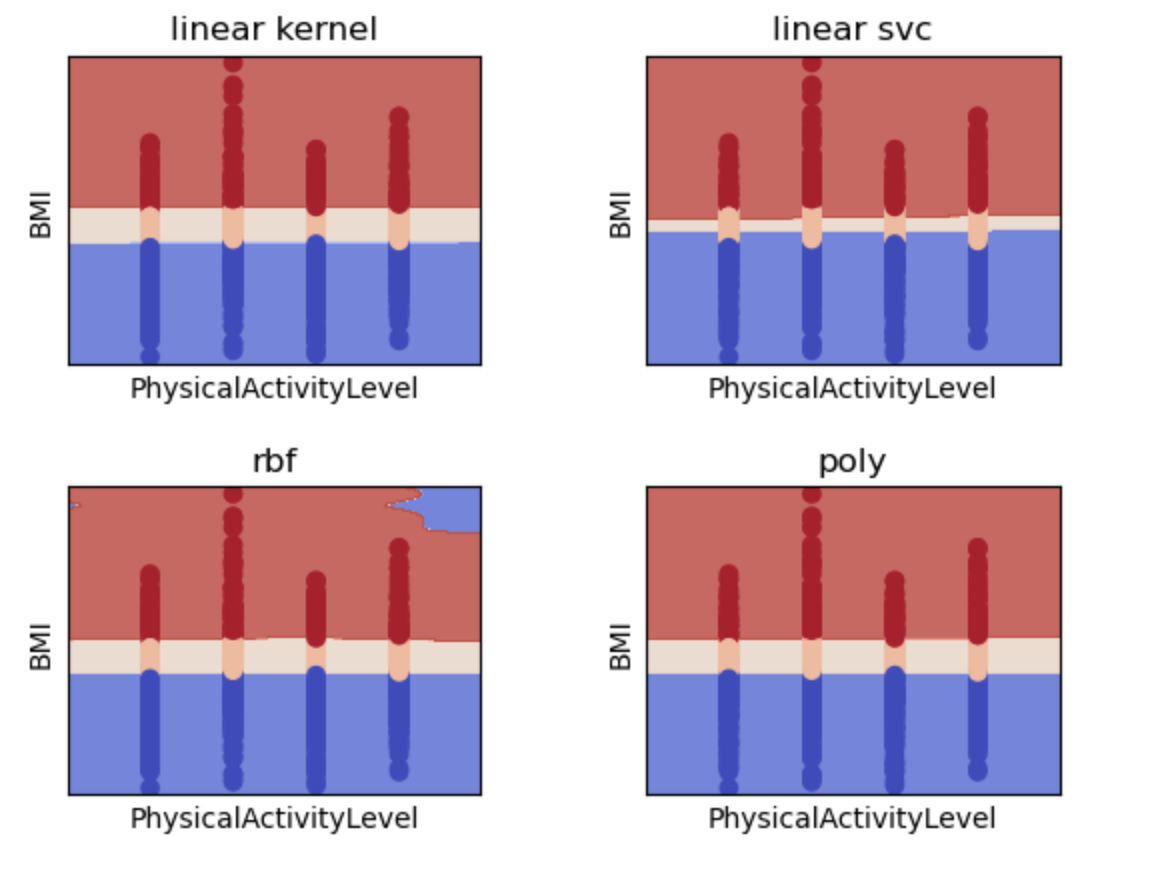 linear kernel
linear svc
BMI
BMI
PhysicalActivityLevel
PhysicalActivityLevel
rbf
poly
BMI
BMI
PhysicalActivityLevel
PhysicalActivityLevel